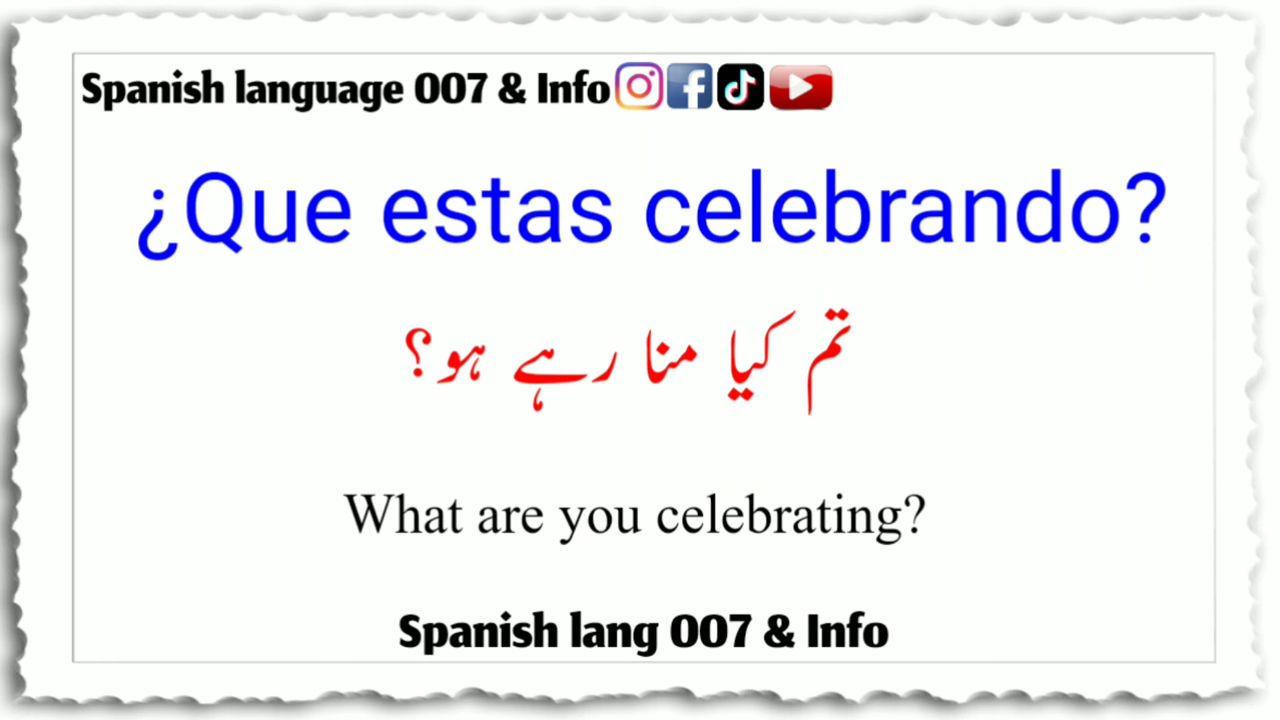 Spanish language 007 & Info
¿Que estas celebrando?
تم کیا منا رہے ہو؟
What are you celebrating?
Spanish lang 007 & Info